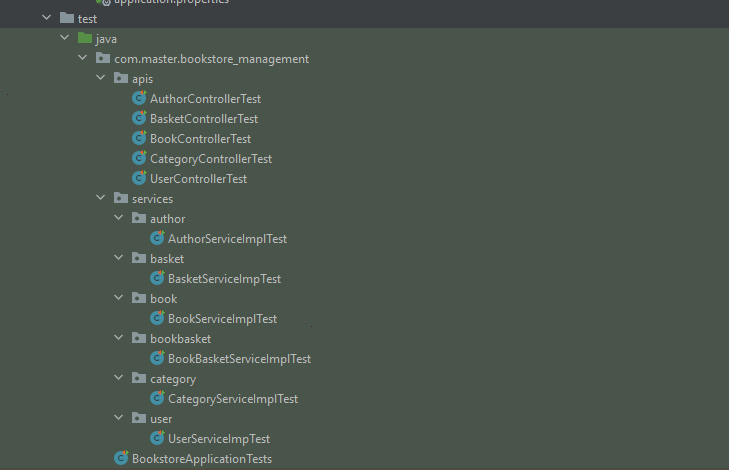 application.properties
test
java
com.master.bookstore_management
apis
AuthorControllerTest
BasketControllerTest
BookControllerTest
CategoryControllerTest
UserControllerTest
services
author
AuthorServiceImplTest
basket
BasketServiceImpTest
book
BookServiceImplTest
bookbasket
BookBasketServiceImplTest
category
CategoryServiceImplTest
user
UserServiceImpTest
BookstoreApplicationTests